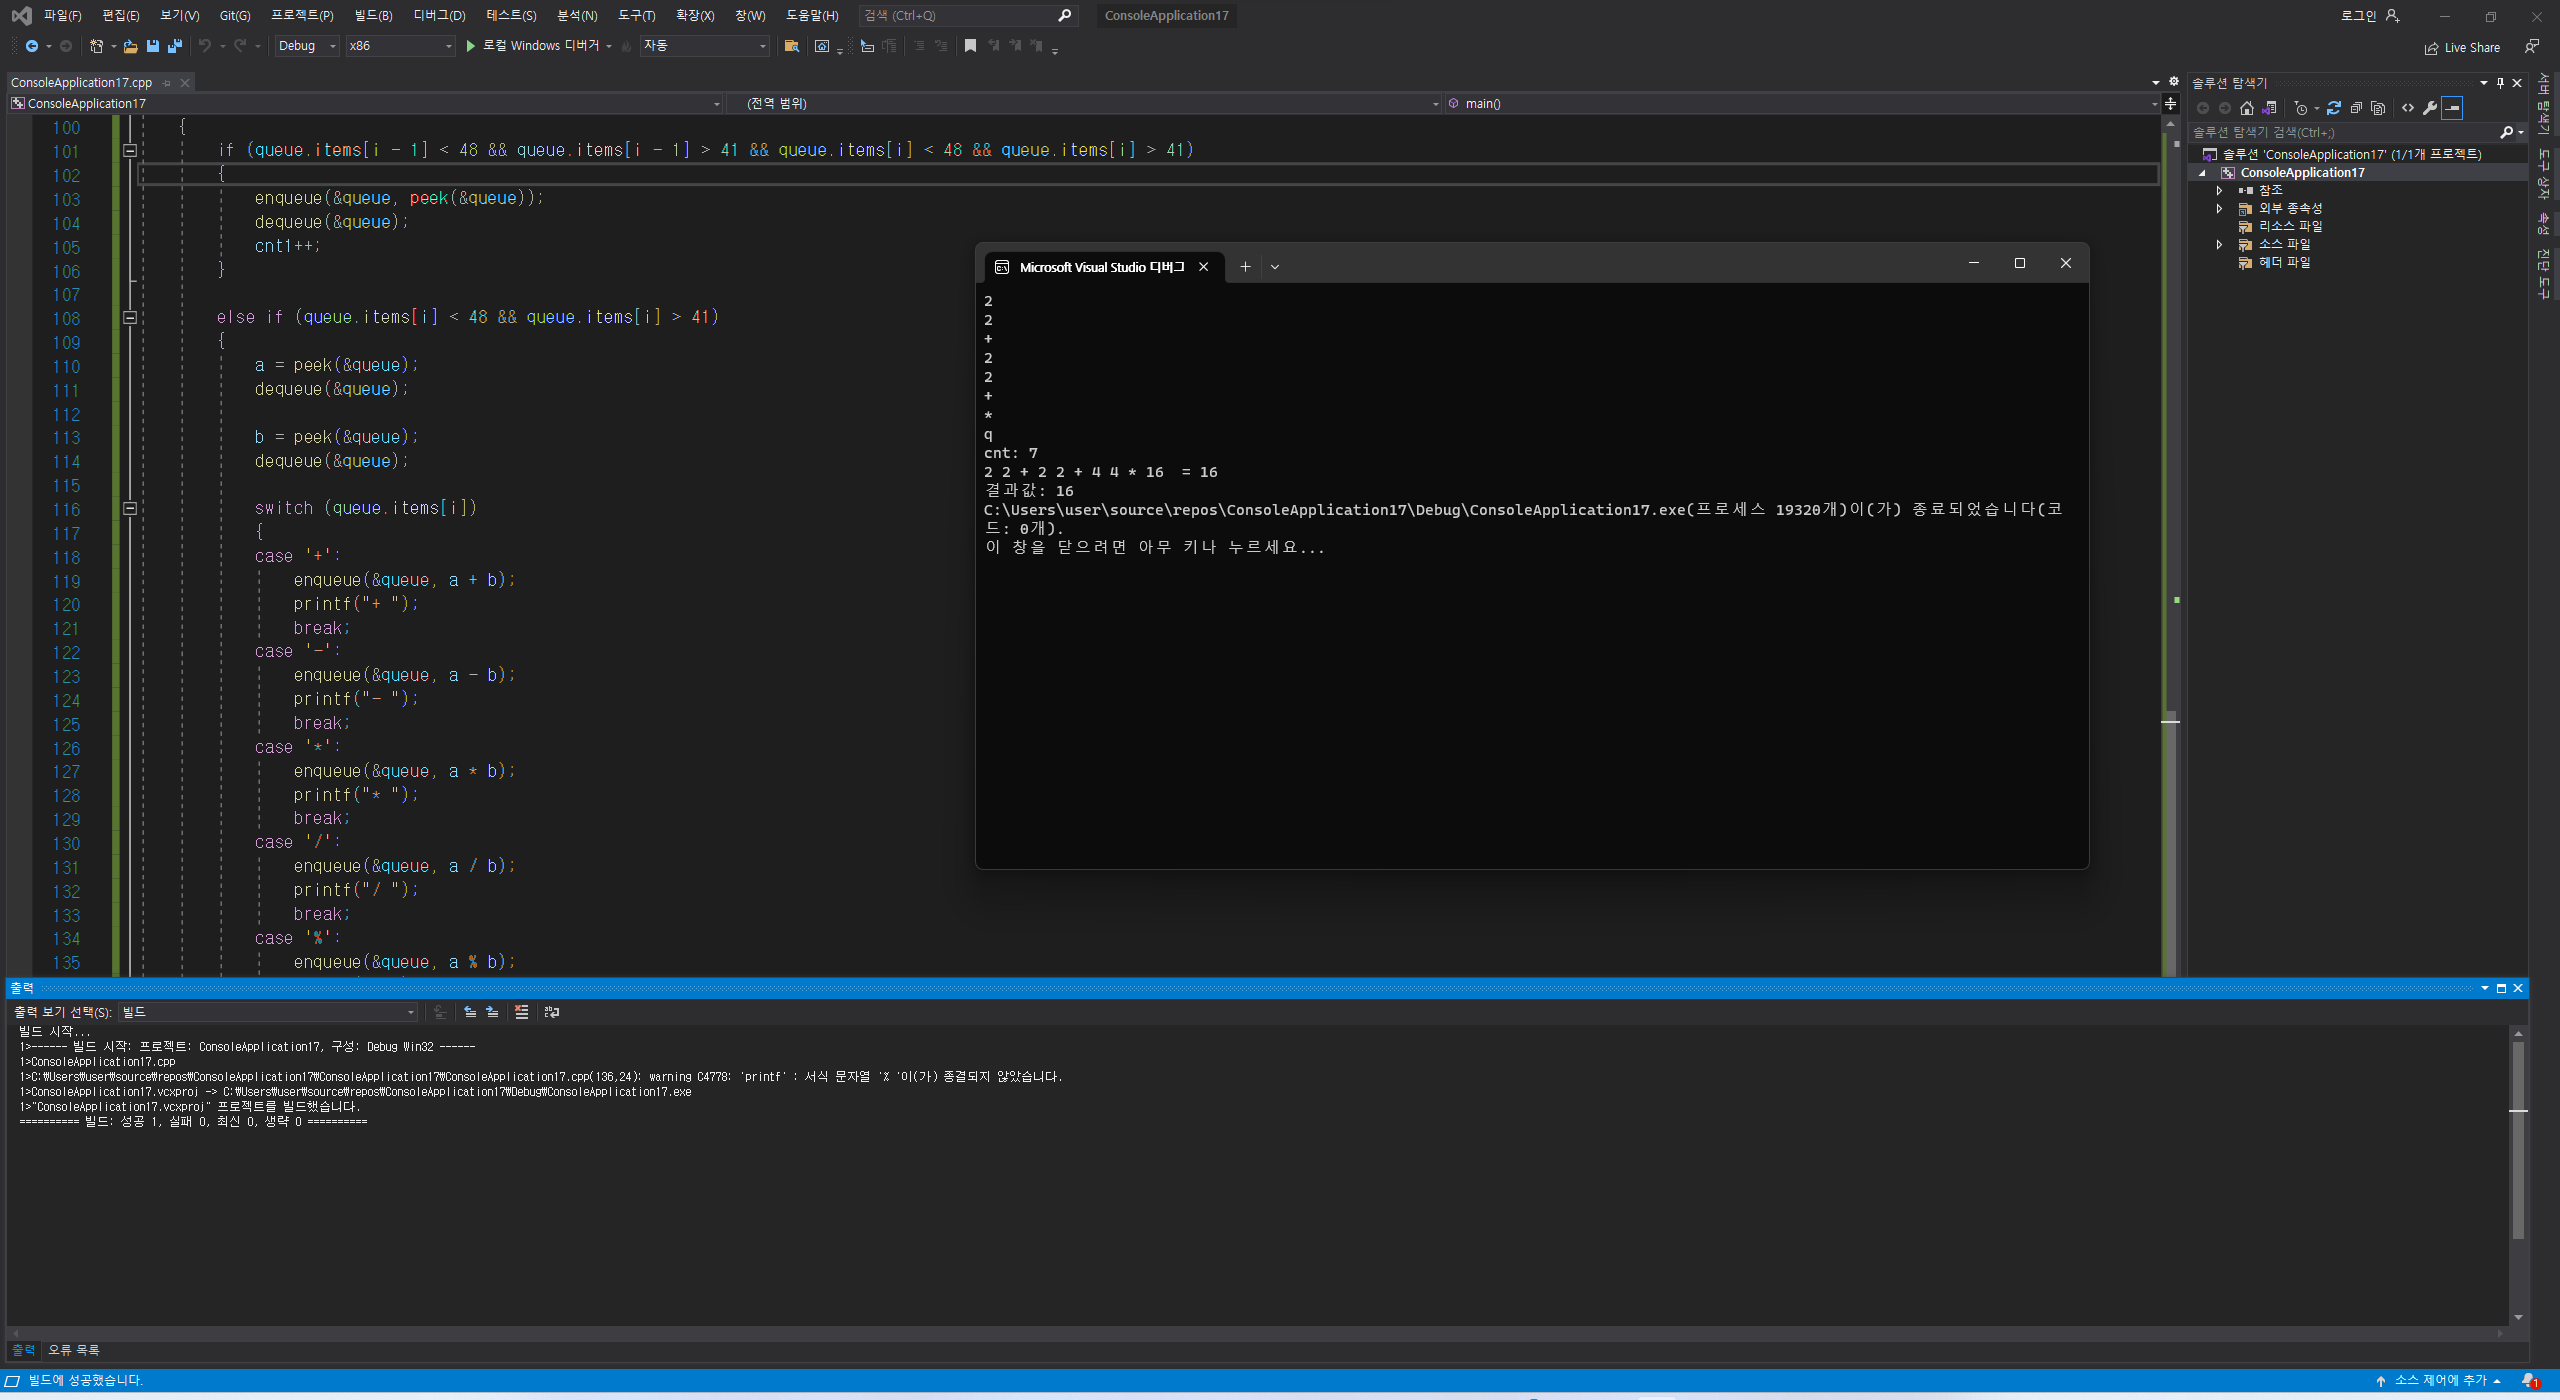 파일(F) 편집(E) 보기(V) Git(G) 프로젝트(P) 빌드(B) 디버그(D) 테스트(S) 분석(N) 도구(T) 확장(X) 창(W) 도움말(H) 검색 (Ctrl+Q) ConsoleApplication17 로그인
Debug x86 로컬 Windows 디버거 자동 Live Share
ConsoleApplication17.cpp
ConsoleApplication17 (전역 범위) main()
100 {
101 if (queue.items[i - 1] < 48 && queue.items[i - 1] > 41 && queue.items[i] < 48 && queue.items[i] > 41)
102 {
103 enqueue(&queue, peek(&queue));
104 dequeue(&queue);
105 cnt1++;
106 }
107
108 else if (queue.items[i] < 48 && queue.items[i] > 41)
109 {
110 a = peek(&queue);
111 dequeue(&queue);
112
113 b = peek(&queue);
114 dequeue(&queue);
115
116 switch (queue.items[i])
117 {
118 case '+':
119 enqueue(&queue, a + b);
120 printf("+ ");
121 break;
122 case '-':
123 enqueue(&queue, a - b);
124 printf("- ");
125 break;
126 case '*':
127 enqueue(&queue, a * b);
128 printf("* ");
129 break;
130 case '/':
131 enqueue(&queue, a / b);
132 printf("/ ");
133 break;
134 case '%':
135 enqueue(&queue, a % b);
Microsoft Visual Studio 디버그
2
2
+
2
2
+
*
q
cnt: 7
2 2 + 2 2 + 4 4 * 16  = 16
결과값: 16
C:\Users\user\source\repos\ConsoleApplication17\Debug\ConsoleApplication17.exe(프로세스 19320개)이(가) 종료되었습니다(코
드: 0개).
이 창을 닫으려면 아무 키나 누르세요...
솔루션 탐색기
솔루션 탐색기 검색(Ctrl+;)
솔루션 'ConsoleApplication17' (1/1개 프로젝트)
ConsoleApplication17
참조
외부 종속성
리소스 파일
소스 파일
헤더 파일
서버 탐색기
도구 상자
속성
진단 도구
출력
출력 보기 선택(S): 빌드
빌드 시작...
1>------ 빌드 시작: 프로젝트: ConsoleApplication17, 구성: Debug Win32 ------
1>ConsoleApplication17.cpp
1>C:₩Users₩user₩source₩repos₩ConsoleApplication17₩ConsoleApplication17₩ConsoleApplication17.cpp(136,24): warning C4778: 'printf' : 서식 문자열 '% '이(가) 종결되지 않았습니다.
1>ConsoleApplication17.vcxproj -> C:₩Users₩user₩source₩repos₩ConsoleApplication17₩Debug₩ConsoleApplication17.exe
1>"ConsoleApplication17.vcxproj" 프로젝트를 빌드했습니다.
========== 빌드: 성공 1, 실패 0, 최신 0, 생략 0 ==========
출력 오류 목록
빌드에 성공했습니다. 소스 제어에 추가 1